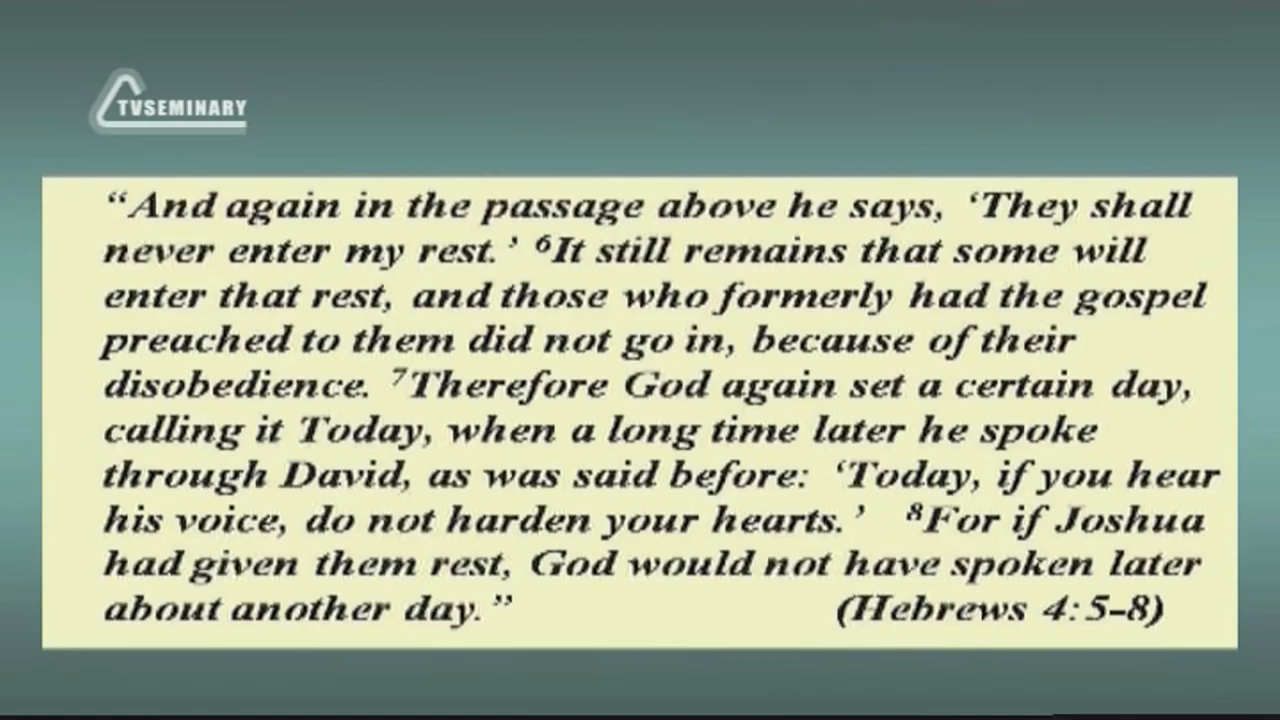 TVSEMINARY
“And again in the passage above he says, ‘They shall
never enter my rest.’ ⁶It still remains that some will
enter that rest, and those who formerly had the gospel
preached to them did not go in, because of their
disobedience. ⁷Therefore God again set a certain day,
calling it Today, when a long time later he spoke
through David, as was said before: ‘Today, if you hear
his voice, do not harden your hearts.’ ⁸For if Joshua
had given them rest, God would not have spoken later
about another day.” (Hebrews 4:5-8)